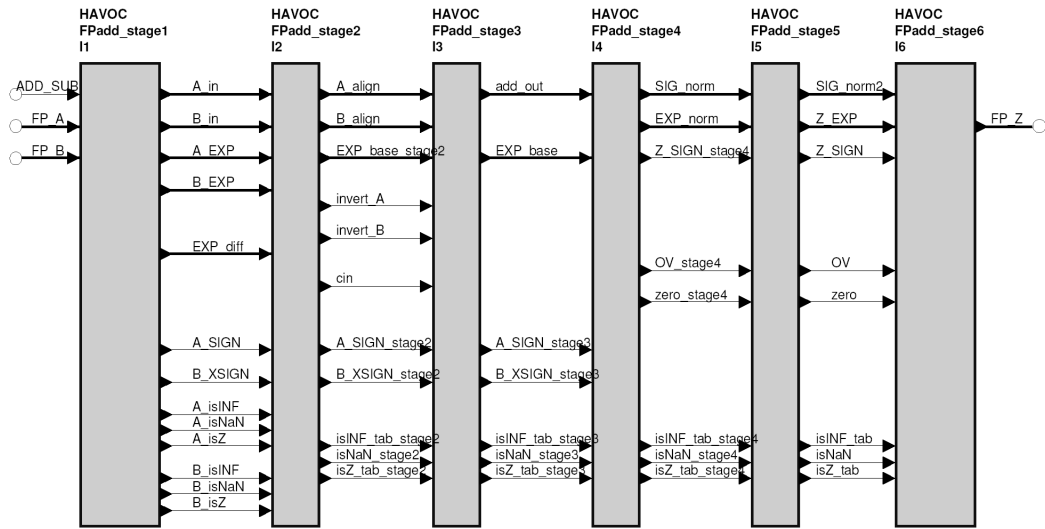 HAVOC HAVOC HAVOC HAVOC HAVOC HAVOC
FPadd_stage1 FPadd_stage2 FPadd_stage3 FPadd_stage4 FPadd_stage5 FPadd_stage6
I1 I2 I3 I4 I5 I6
ADD_SUB A_in A_align add_out SIG_norm SIG_norm2
FP_A B_in B_align EXP_norm Z_EXP FP_Z
FP_B A_EXP EXP_base_stage2 EXP_base Z_SIGN_stage4 Z_SIGN
B_EXP
invert_A
invert_B
EXP_diff
OV_stage4 OV
cin
zero_stage4 zero
A_SIGN A_SIGN_stage2 A_SIGN_stage3
B_XSIGN B_XSIGN_stage2 B_XSIGN_stage3
A_isINF
A_isNaN
A_isZ isINF_tab_stage2 isINF_tab_stage3 isINF_tab_stage4 isINF_tab
isNaN_stage2 isNaN_stage3 isNaN_stage4 isNaN
B_isINF isZ_tab_stage2 isZ_tab_stage3 isZ_tab_stage4 isZ_tab
B_isNaN
B_isZ